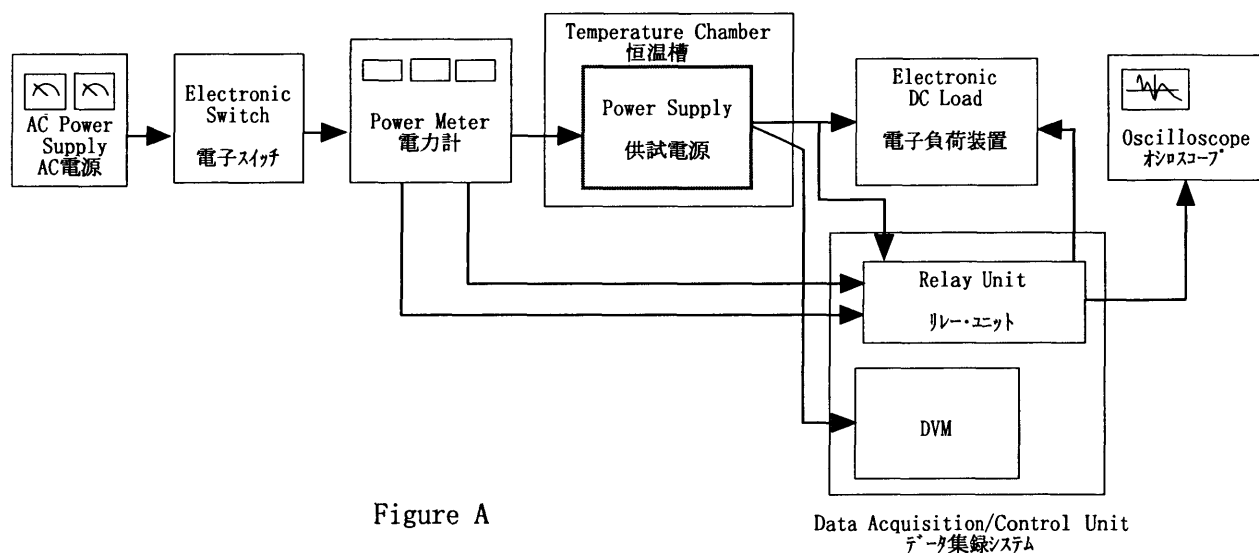 AC Power
Supply
AC電源
Electronic
Switch
電子スイッチ
Power Meter
電力計
Temperature Chamber
恒温槽
Power Supply
供試電源
Electronic
DC Load
電子負荷装置
Oscilloscope
オシロスコープ
Relay Unit
リレー・ユニット
DVM
Data Acquisition/Control Unit
データ集録システム
Figure A